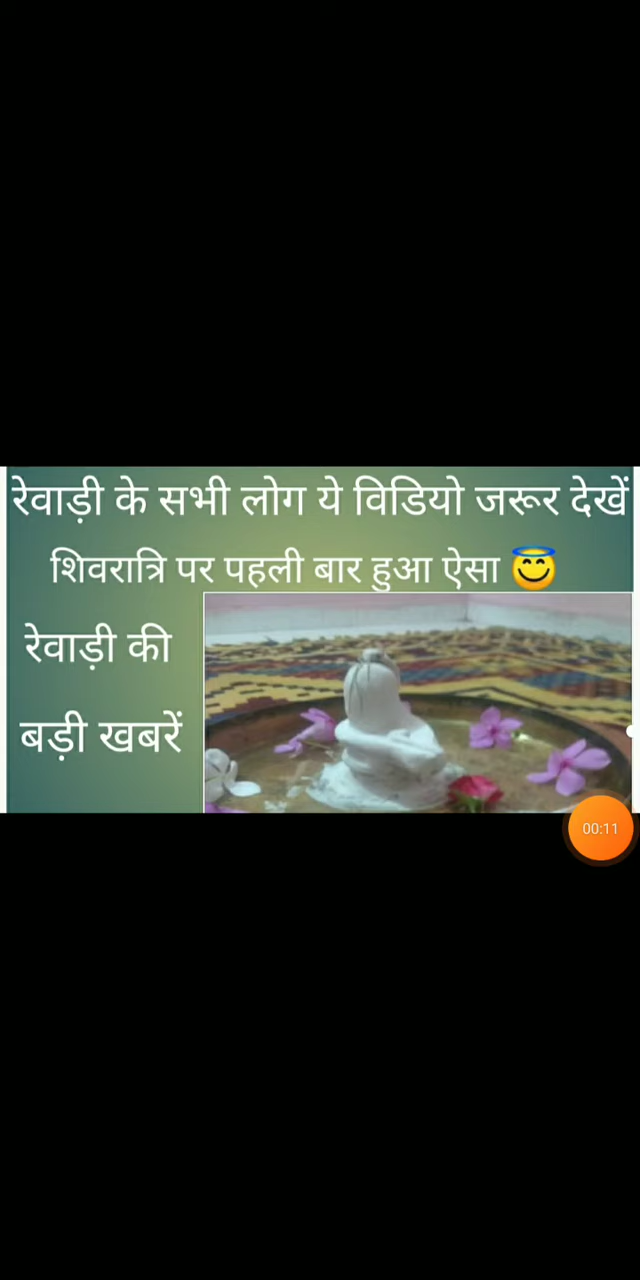 रेवाड़ी के सभी लोग ये विडियो जरूर देखें
शिवरात्रि पर पहली बार हुआ ऐसा 😇
रेवाड़ी की
बड़ी खबरें
00:11